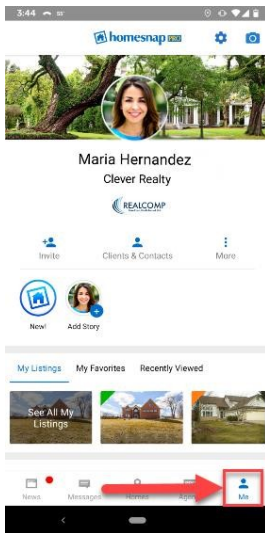 3:44
homesnap PRO
Maria Hernandez
Clever Realty
REALCOMP
Invite
Clients & Contacts
More
New!
Add Story
My Listings
My Favorites
Recently Viewed
See All My
Listings
News
Messages
Homes
Me